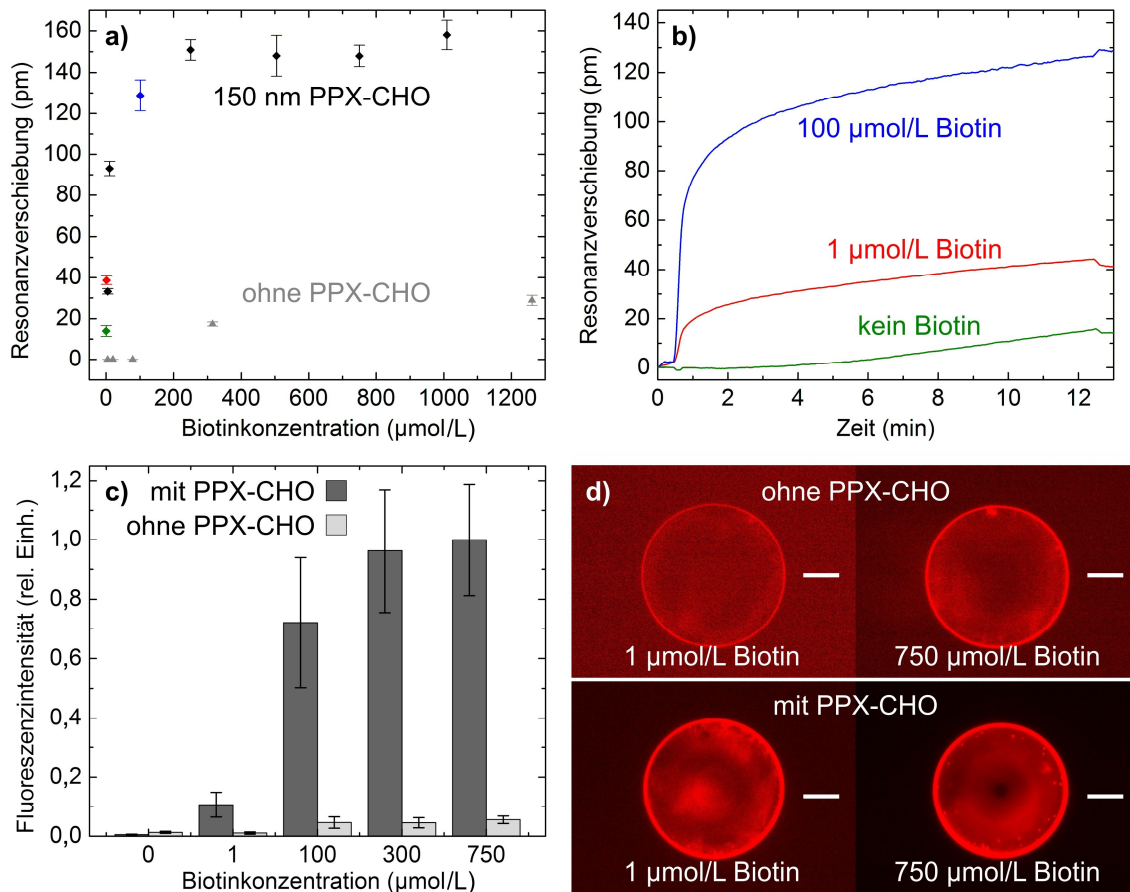 a)
Resonanzverschiebung (pm)
160
140
120
100
80
60
40
20
0
150 nm PPX-CHO
ohne PPX-CHO
0 200 400 600 800 1000 1200
Biotinkonzentration (µmol/L)
b)
Resonanzverschiebung (pm)
140
120
100
80
60
40
20
0
100 µmol/L Biotin
1 µmol/L Biotin
kein Biotin
0 2 4 6 8 10 12
Zeit (min)
c)
Fluoreszenzintensität (rel. Einh.)
1,2
1,0
0,8
0,6
0,4
0,2
0,0
mit PPX-CHO
ohne PPX-CHO
0 1 100 300 750
Biotinkonzentration (µmol/L)
d)
ohne PPX-CHO
1 µmol/L Biotin 750 µmol/L Biotin
mit PPX-CHO
1 µmol/L Biotin 750 µmol/L Biotin